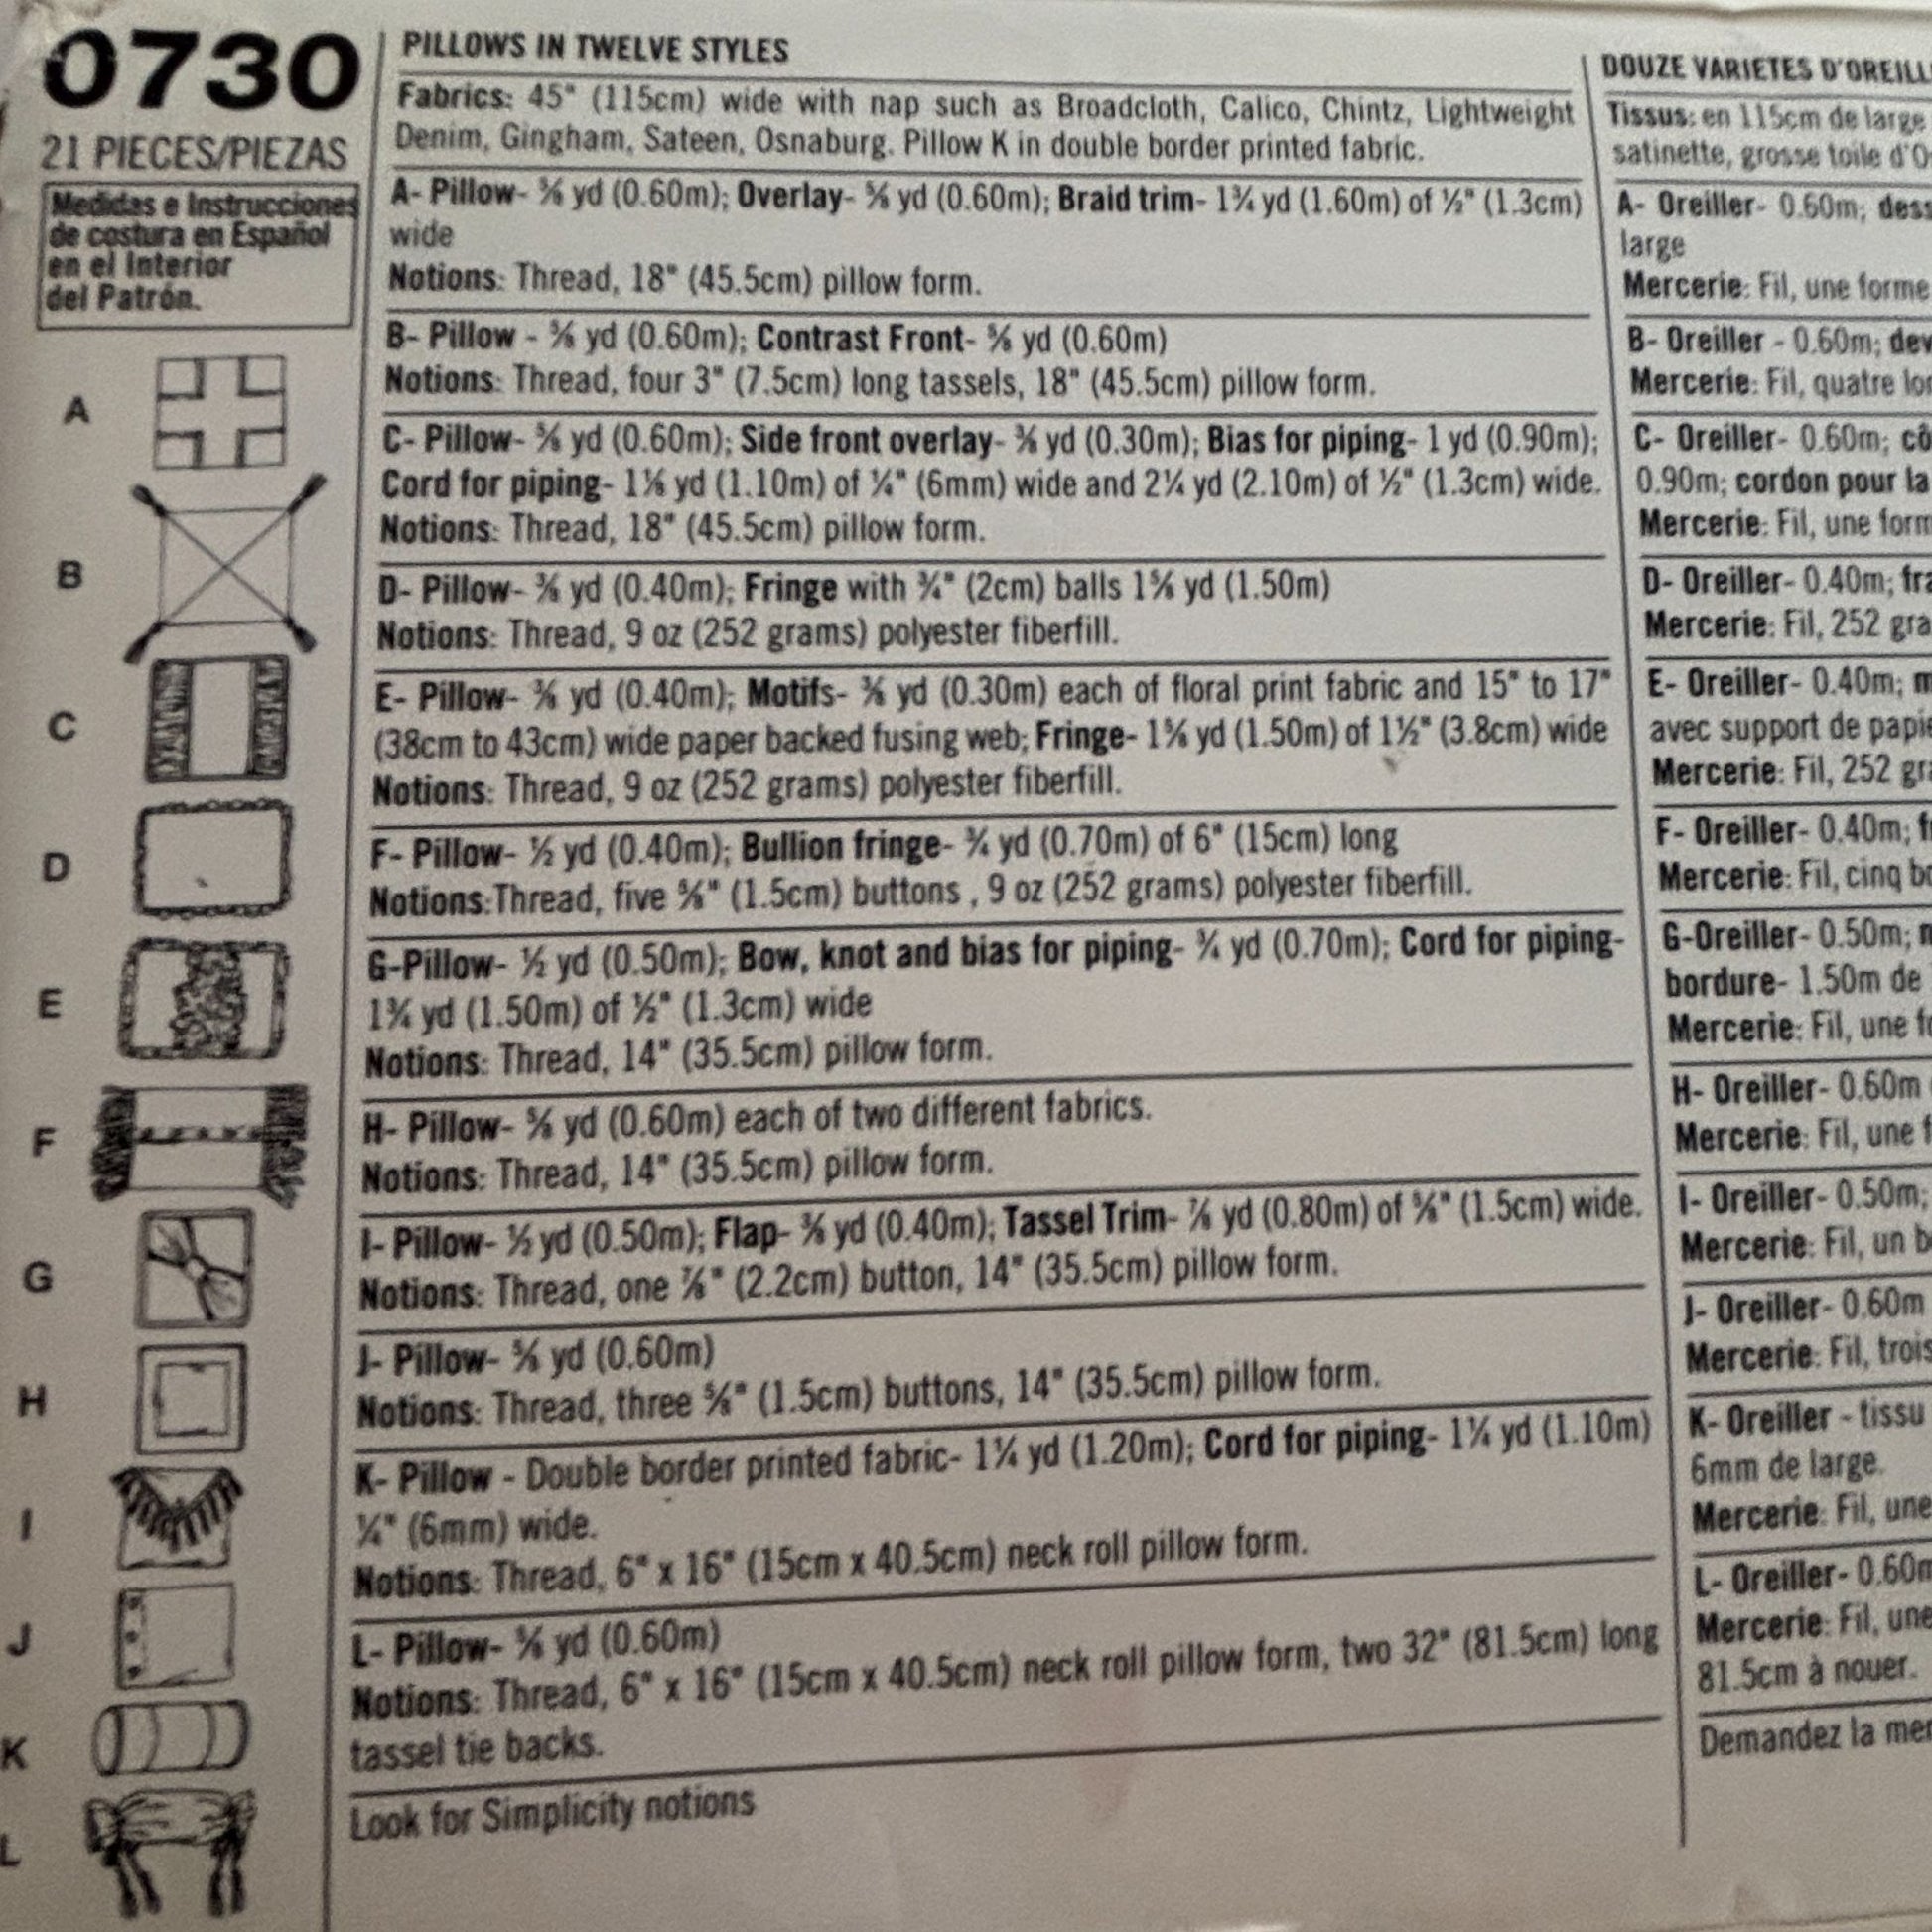 0730
21 PIECES/PIEZAS
Medidas e Instrucciones
de costura en Español
en el Interior
del Patrón.
A
B
C
D
E
F
G
H
I
J
K
L
PILLOWS IN TWELVE STYLES
Fabrics: 45" (115cm) wide with nap such as Broadcloth, Calico, Chintz, Lightweight
Denim, Gingham, Sateen, Osnaburg. Pillow K in double border printed fabric.
A- Pillow- ⅝ yd (0.60m); Overlay- ⅝ yd (0.60m); Braid trim- 1¾ yd (1.60m) of ½" (1.3cm)
wide
Notions: Thread, 18" (45.5cm) pillow form.
B- Pillow - ⅝ yd (0.60m); Contrast Front- ⅝ yd (0.60m)
Notions: Thread, four 3" (7.5cm) long tassels, 18" (45.5cm) pillow form.
C- Pillow- ⅝ yd (0.60m); Side front overlay- ⅜ yd (0.30m); Bias for piping- 1 yd (0.90m);
Cord for piping- 1⅛ yd (1.10m) of ¼" (6mm) wide and 2¼ yd (2.10m) of ½" (1.3cm) wide.
Notions: Thread, 18" (45.5cm) pillow form.
D- Pillow- ⅜ yd (0.40m); Fringe with ¾" (2cm) balls 1⅝ yd (1.50m)
Notions: Thread, 9 oz (252 grams) polyester fiberfill.
E- Pillow- ⅜ yd (0.40m); Motifs- ⅜ yd (0.30m) each of floral print fabric and 15" to 17"
(38cm to 43cm) wide paper backed fusing web; Fringe- 1⅝ yd (1.50m) of 1½" (3.8cm) wide
Notions: Thread, 9 oz (252 grams) polyester fiberfill.
F- Pillow- ½ yd (0.40m); Bullion fringe- ¾ yd (0.70m) of 6" (15cm) long
Notions:Thread, five ⅝" (1.5cm) buttons , 9 oz (252 grams) polyester fiberfill.
G-Pillow- ½ yd (0.50m); Bow, knot and bias for piping- ¾ yd (0.70m); Cord for piping-
1¾ yd (1.50m) of ½" (1.3cm) wide
Notions: Thread, 14" (35.5cm) pillow form.
H- Pillow- ⅝ yd (0.60m) each of two different fabrics.
Notions: Thread, 14" (35.5cm) pillow form.
I- Pillow- ½ yd (0.50m); Flap- ⅜ yd (0.40m); Tassel Trim- ⅞ yd (0.80m) of ⅝" (1.5cm) wide.
Notions: Thread, one ⅞" (2.2cm) button, 14" (35.5cm) pillow form.
J- Pillow- ⅝ yd (0.60m)
Notions: Thread, three ⅝" (1.5cm) buttons, 14" (35.5cm) pillow form.
K- Pillow - Double border printed fabric- 1¼ yd (1.20m); Cord for piping- 1¼ yd (1.10m)
¼" (6mm) wide.
Notions: Thread, 6" x 16" (15cm x 40.5cm) neck roll pillow form.
L- Pillow- ⅝ yd (0.60m)
Notions: Thread, 6" x 16" (15cm x 40.5cm) neck roll pillow form, two 32" (81.5cm) long
tassel tie backs.
Look for Simplicity notions
DOUZE VARIETES D'OREILL
Tissus: en 115cm de large
satinette, grosse toile d'O
A- Oreiller- 0.60m; dess
large
Mercerie: Fil, une forme
B- Oreiller - 0.60m; dev
Mercerie: Fil, quatre lo
C- Oreiller- 0.60m; cô
0.90m; cordon pour la
Mercerie: Fil, une form
D- Oreiller- 0.40m; fra
Mercerie: Fil, 252 gra
E- Oreiller- 0.40m; m
avec support de papie
Mercerie: Fil, 252 gr
F- Oreiller- 0.40m; f
Mercerie: Fil, cinq b
G-Oreiller- 0.50m; n
bordure- 1.50m de
Mercerie: Fil, une f
H- Oreiller- 0.60m
Mercerie: Fil, une f
I- Oreiller- 0.50m;
Mercerie: Fil, un b
J- Oreiller- 0.60m
Mercerie: Fil, trois
K- Oreiller - tissu
6mm de large.
Mercerie: Fil, une
L- Oreiller- 0.60m
Mercerie: Fil, une
81.5cm à nouer.
Demandez la mer